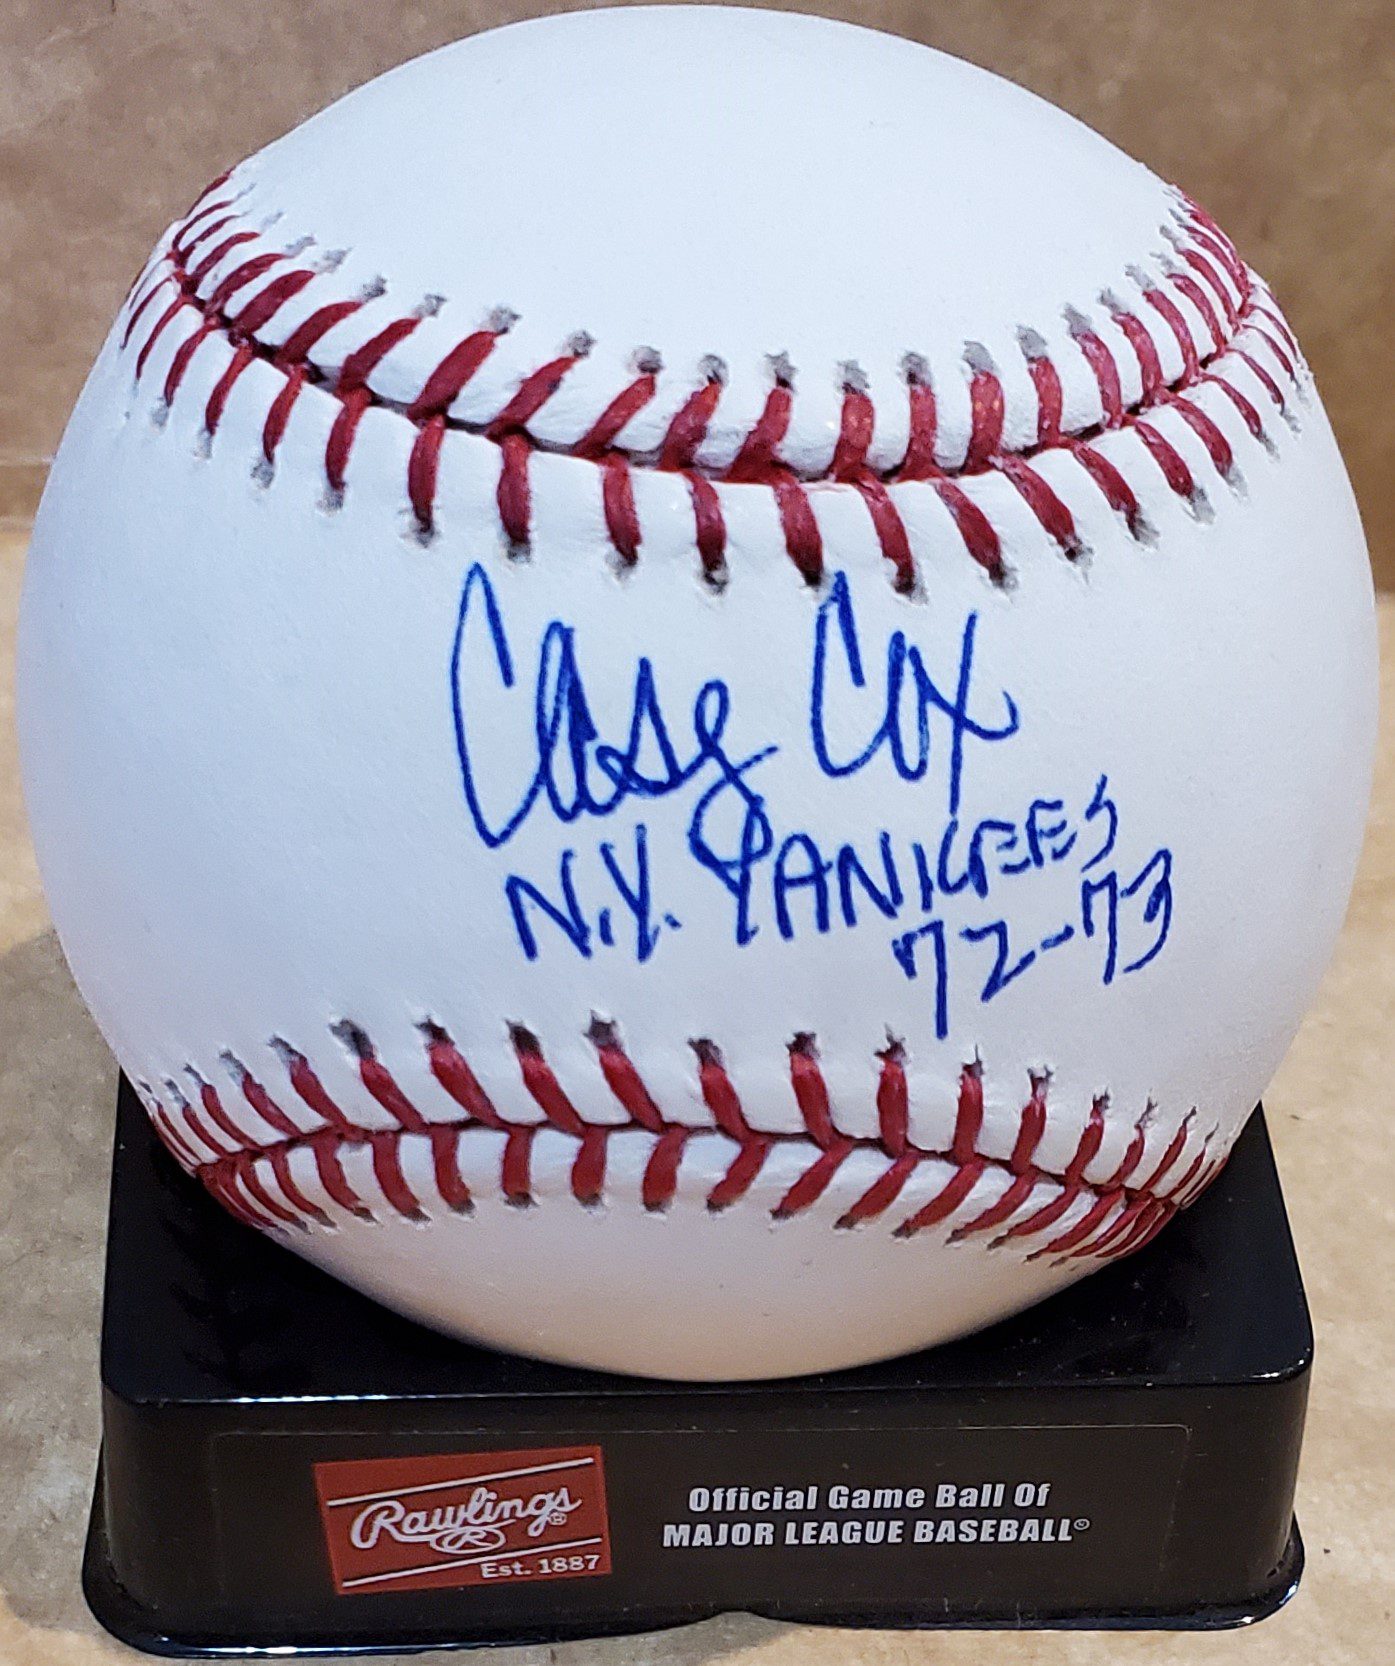 Casey Cox
N.Y. YANKEES
72-73
Rawlings®
R
Est. 1887
Official Game Ball Of
MAJOR LEAGUE BASEBALL©